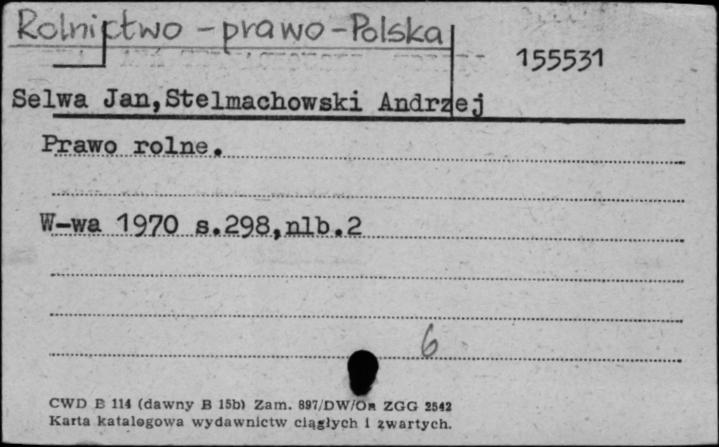 Rolnictwo - prawo - Polska
155531
Selwa Jan,Stelmachowski Andrzej
Prawo rolne.
W-wa 1970 s.298,nlb.2
6
CWD B 114 (dawny B 15b) Zam. 897/DW/On ZGG 2542
Karta katalogowa wydawnictw ciągłych i zwartych.